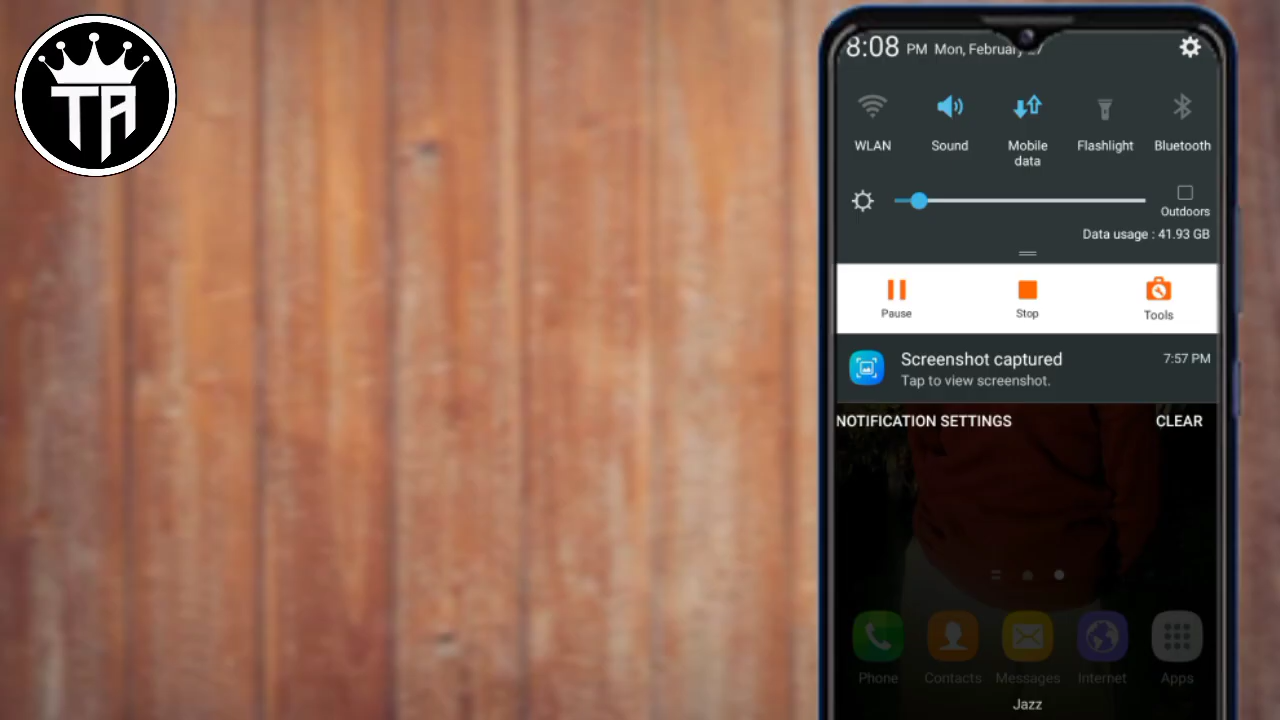 TA
8:08 PM Mon, February 27
WLAN
Sound
Mobile data
Flashlight
Bluetooth
Outdoors
Data usage : 41.93 GB
Pause
Stop
Tools
Screenshot captured
7:57 PM
Tap to view screenshot.
NOTIFICATION SETTINGS
CLEAR
Phone
Contacts
Messages
Internet
Apps
Jazz